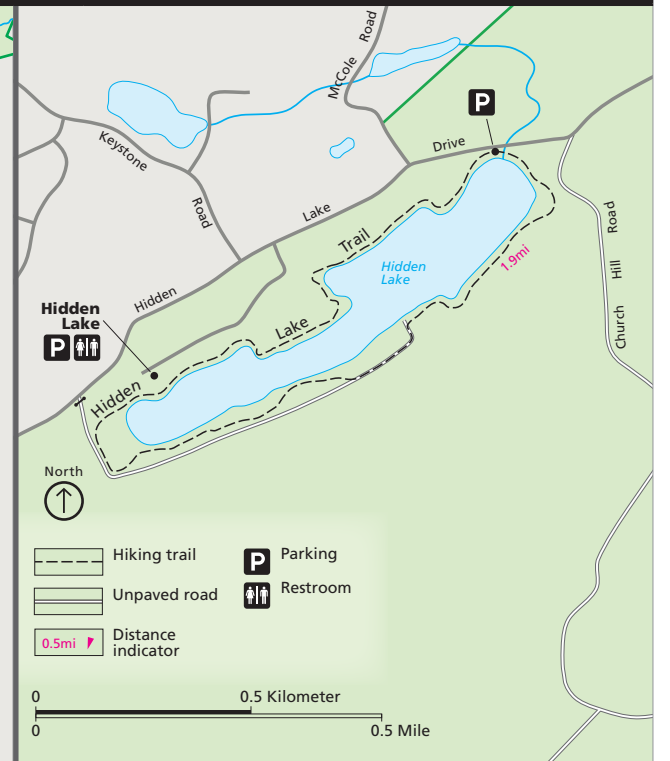 McCole Road
P
Keystone Road
Hidden Lake Drive
Hidden Lake Trail
Hidden
Lake
1.9mi
Church Hill Road
Hidden
Lake
P
North
Hiking trail
P Parking
Unpaved road
Restroom
0.5mi
Distance
indicator
0 0.5 Kilometer
0 0.5 Mile